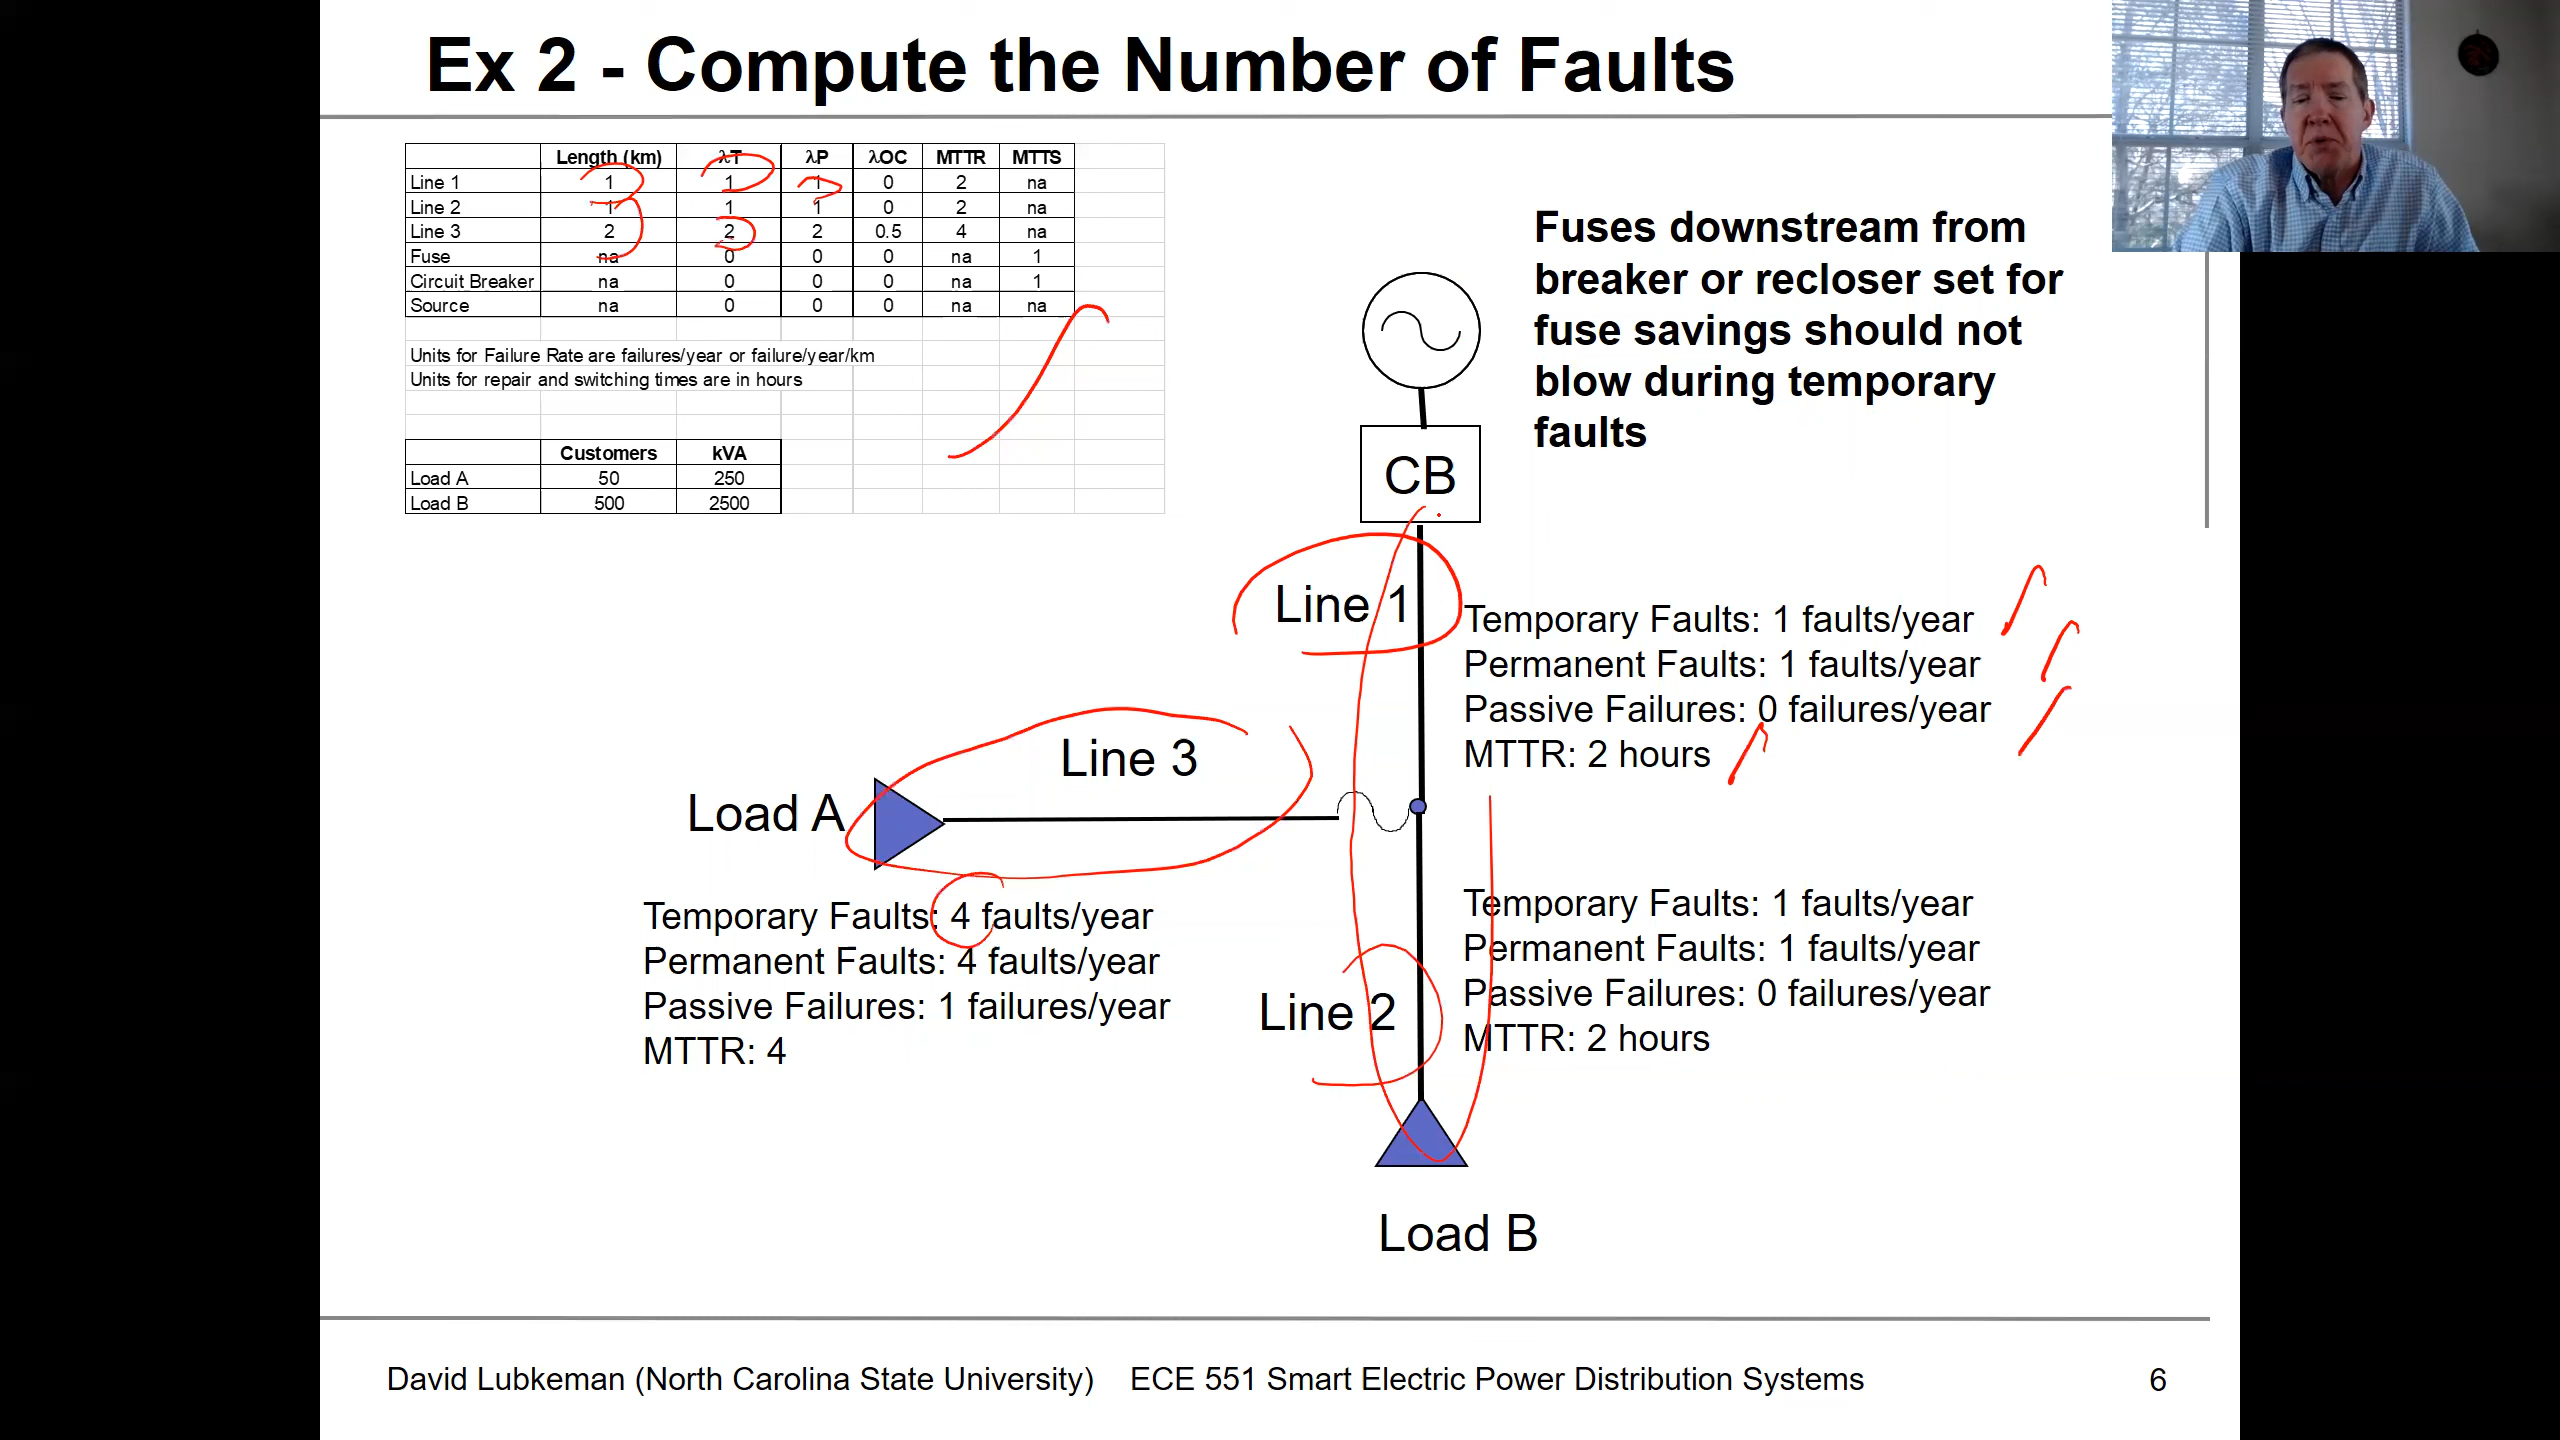 Ex 2 - Compute the Number of Faults
Length (km) λT λP λOC MTTR MTTS
Line 1 1 1 1 0 2 na
Line 2 1 1 1 0 2 na
Line 3 2 2 2 0.5 4 na
Fuse na 0 0 0 na 1
Circuit Breaker na 0 0 0 na 1
Source na 0 0 0 na na
Units for Failure Rate are failures/year or failure/year/km
Units for repair and switching times are in hours
Customers kVA
Load A 50 250
Load B 500 2500
Fuses downstream from
breaker or recloser set for
fuse savings should not
blow during temporary
faults
CB
Line 1
Temporary Faults: 1 faults/year
Permanent Faults: 1 faults/year
Passive Failures: 0 failures/year
MTTR: 2 hours
Line 3
Load A
Temporary Faults: 4 faults/year
Permanent Faults: 4 faults/year
Passive Failures: 1 failures/year
MTTR: 4
Line 2
Temporary Faults: 1 faults/year
Permanent Faults: 1 faults/year
Passive Failures: 0 failures/year
MTTR: 2 hours
Load B
David Lubkeman (North Carolina State University) ECE 551 Smart Electric Power Distribution Systems 6